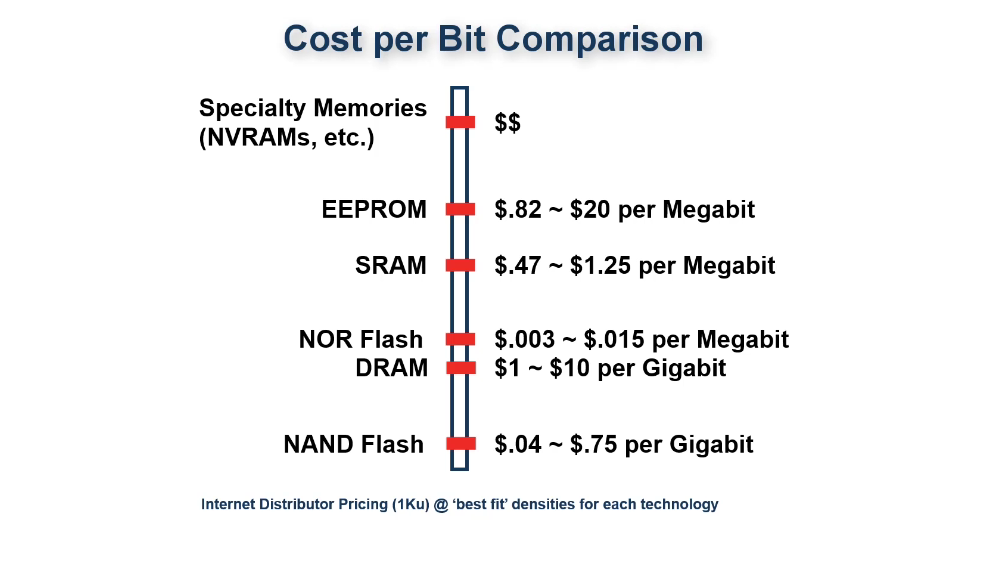 Cost per Bit Comparison
Specialty Memories
(NVRAMs, etc.)
$$
EEPROM
$.82 ~ $20 per Megabit
SRAM
$.47 ~ $1.25 per Megabit
NOR Flash
$.003 ~ $.015 per Megabit
DRAM
$1 ~ $10 per Gigabit
NAND Flash
$.04 ~ $.75 per Gigabit
Internet Distributor Pricing (1Ku) @ ‘best fit’ densities for each technology